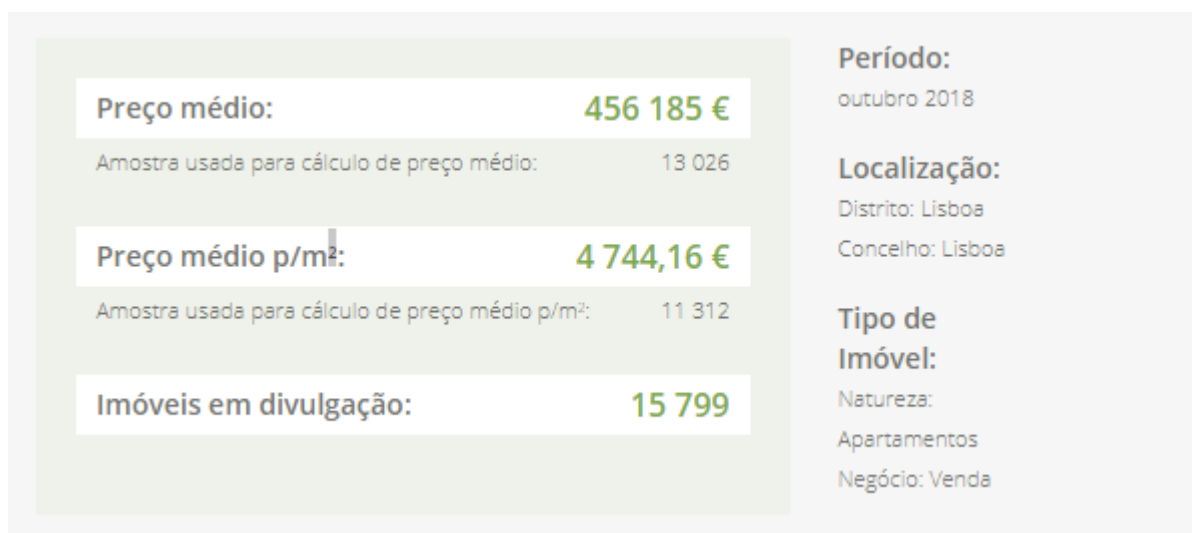 Preço médio: 456 185 €
Amostra usada para cálculo de preço médio: 13 026
Preço médio p/m²: 4 744,16 €
Amostra usada para cálculo de preço médio p/m²: 11 312
Imóveis em divulgação: 15 799
Período:
outubro 2018
Localização:
Distrito: Lisboa
Concelho: Lisboa
Tipo de
Imóvel:
Natureza:
Apartamentos
Negócio: Venda